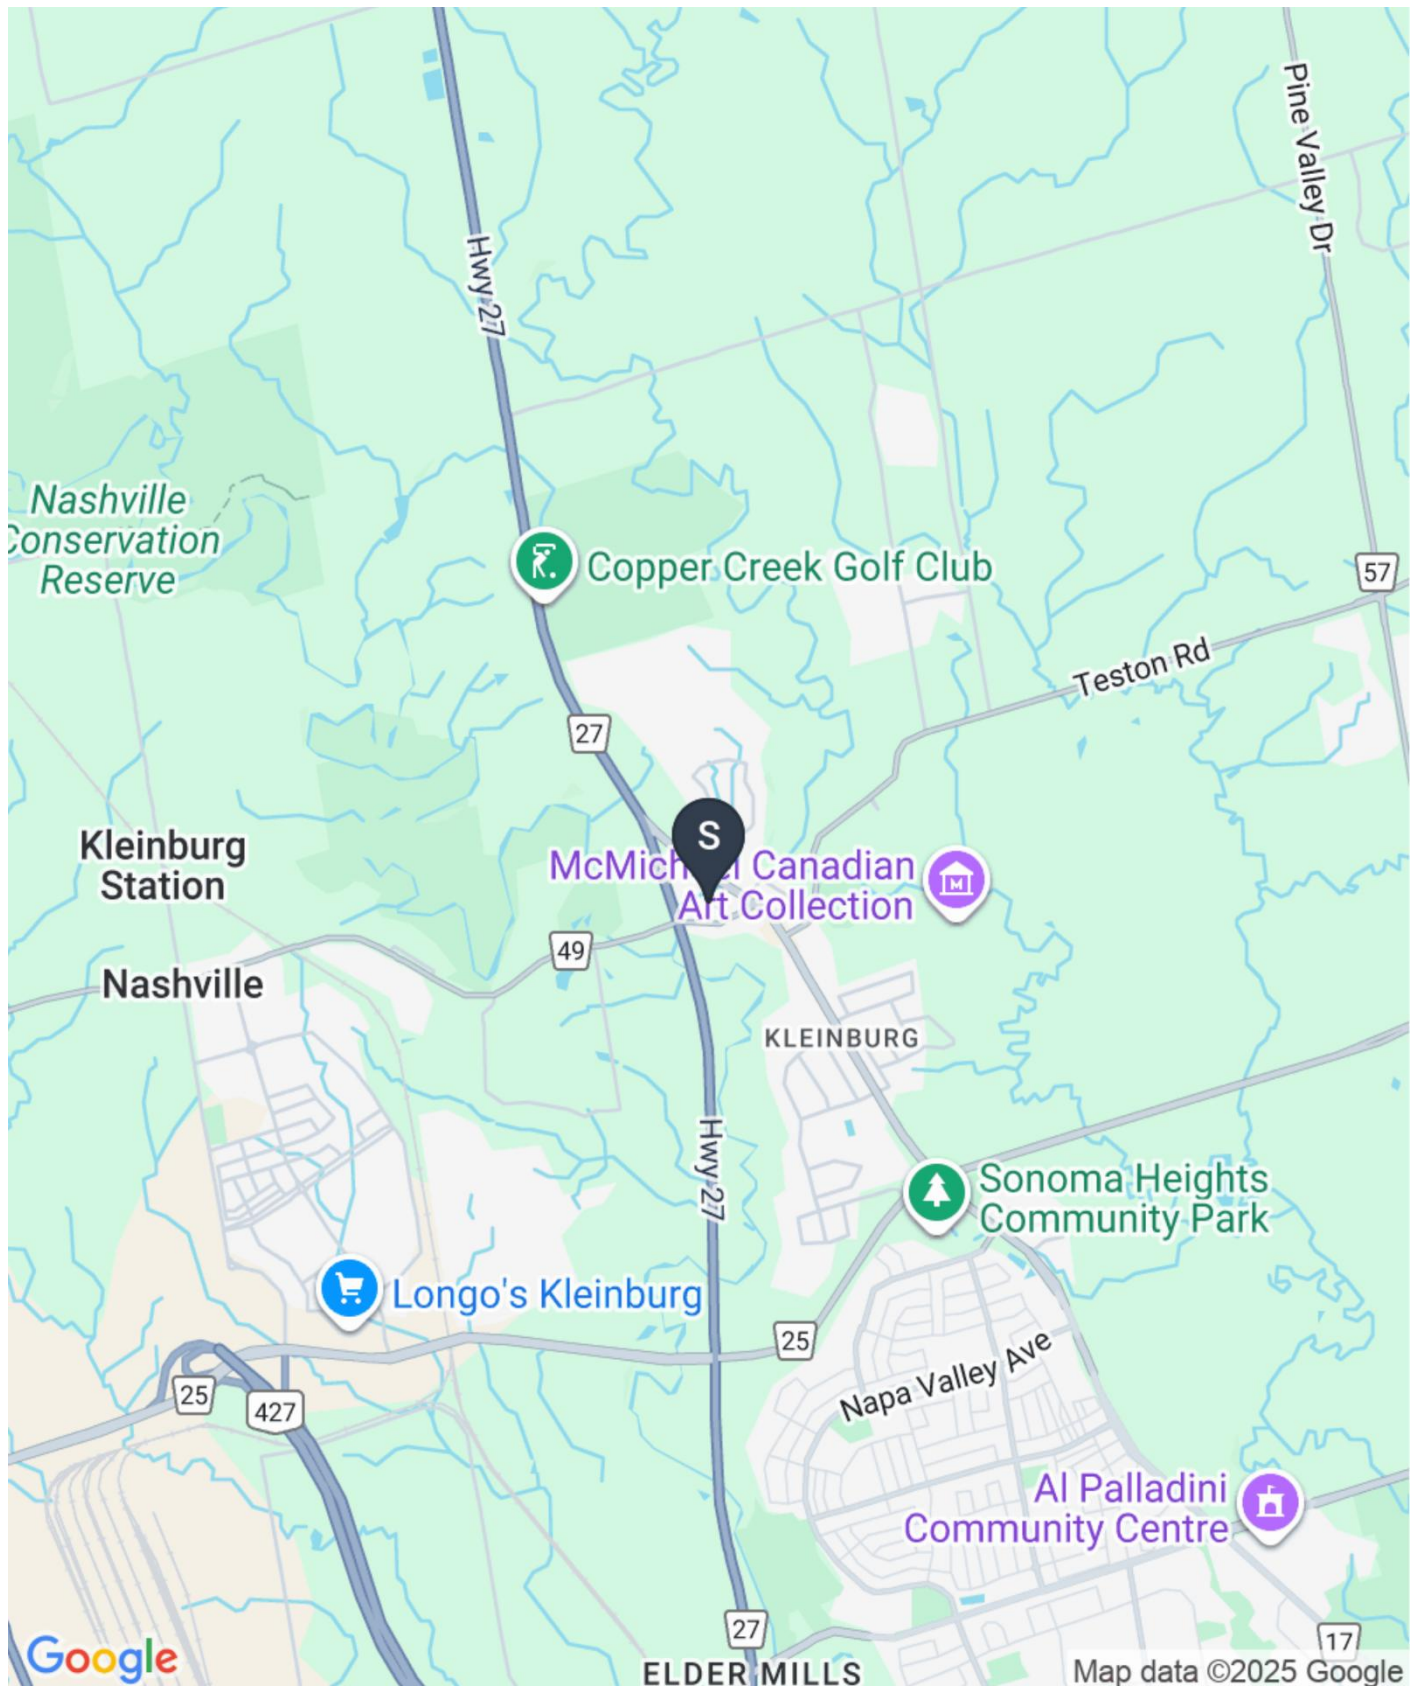 Pine Valley Dr
Hwy 27
Nashville
Conservation
Reserve
Copper Creek Golf Club
57
Teston Rd
27
S
Kleinburg
Station
McMichael Canadian
Art Collection
M
49
Nashville
KLEINBURG
Hwy 27
Sonoma Heights
Community Park
Longo's Kleinburg
25
Napa Valley Ave
25
427
Al Palladini
Community Centre
27
17
Google
ELDER MILLS
Map data ©2025 Google